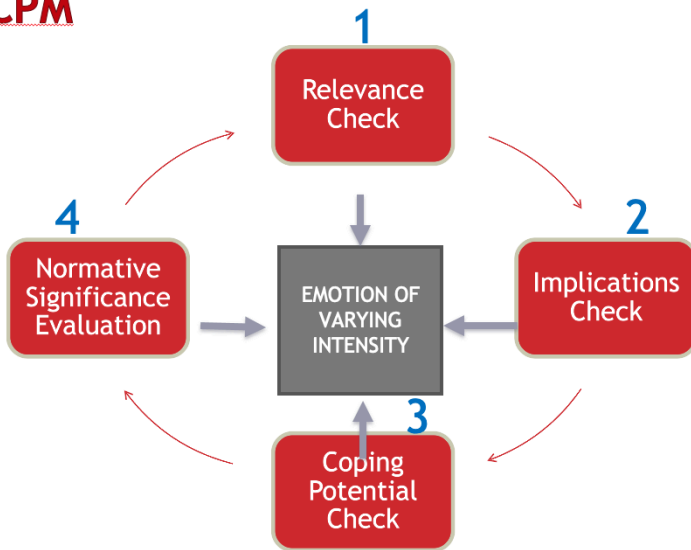 CPM
1
Relevance
Check
4
2
Normative
Significance
Evaluation
EMOTION OF
VARYING
INTENSITY
Implications
Check
3
Coping
Potential
Check